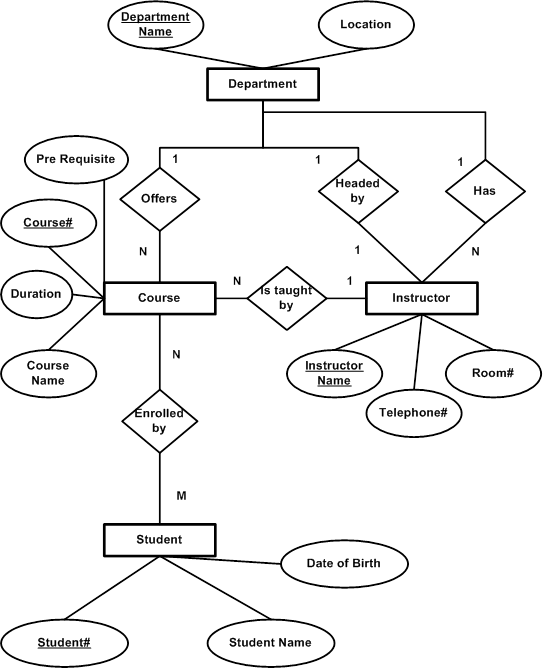 Department
Name
Location
Department
Pre Requisite
1
1
1
Offers
Headed
by
Has
Course#
N
1
N
Duration
Course
N
Is taught
by
1
Instructor
Course
Name
N
Instructor
Name
Room#
Telephone#
Enrolled
by
M
Student
Date of Birth
Student#
Student Name